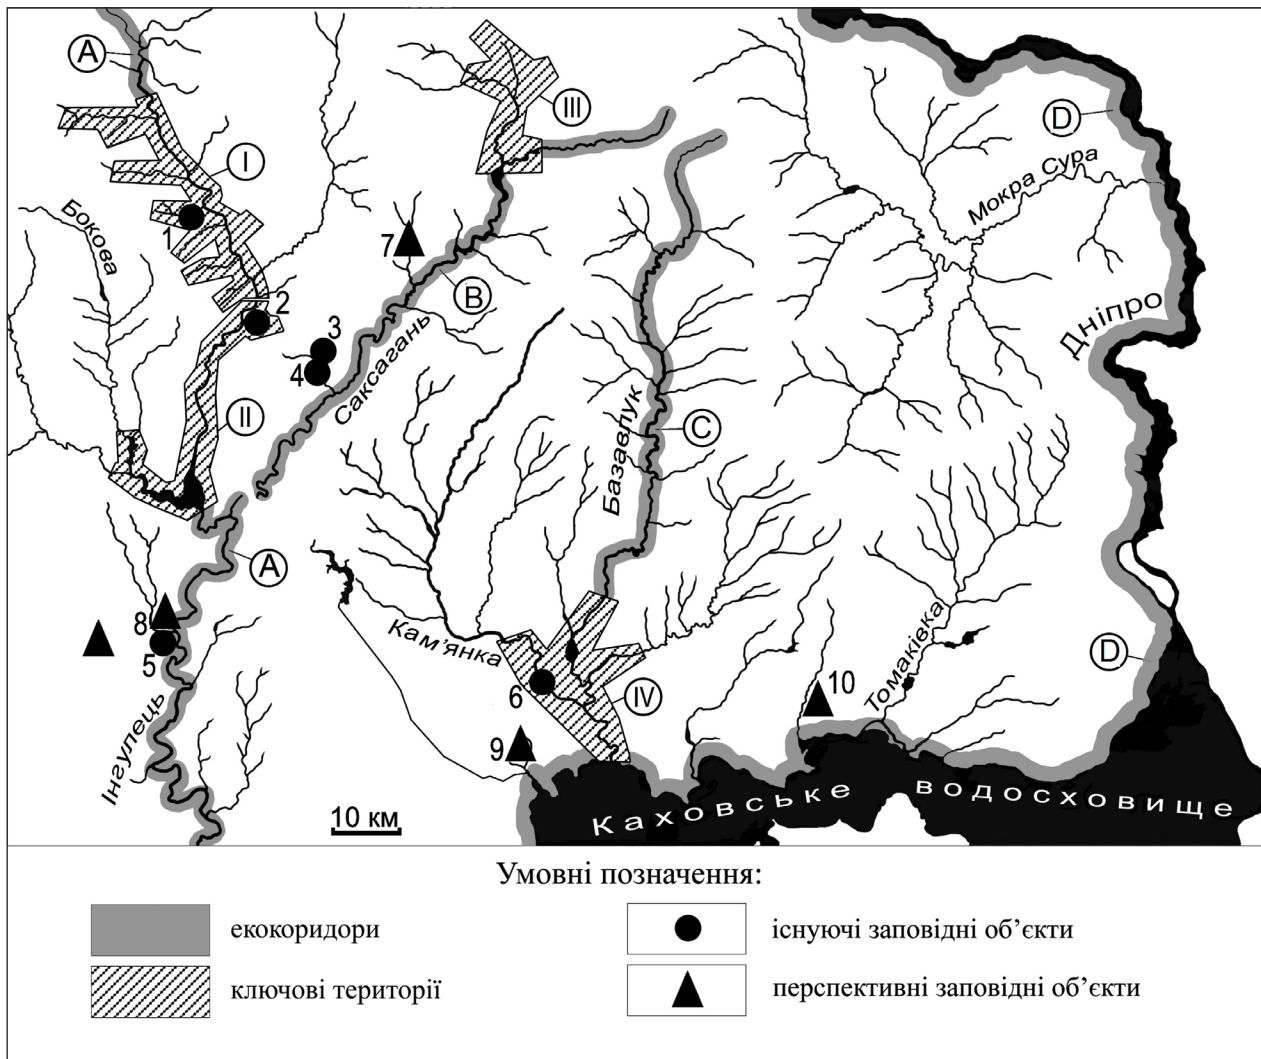 A
D
III
I
Мокра Сура
Бокова
1
7
B
2
Дніпро
3
4
Саксагань
II
C
Базавлук
A
8
5
Кам’янка
Томаківка
D
6
IV
10
9
Інгулець
10 км
Каховське водосховище
Умовні позначення:
екокоридори
існуючі заповідні об’єкти
ключові території
перспективні заповідні об’єкти